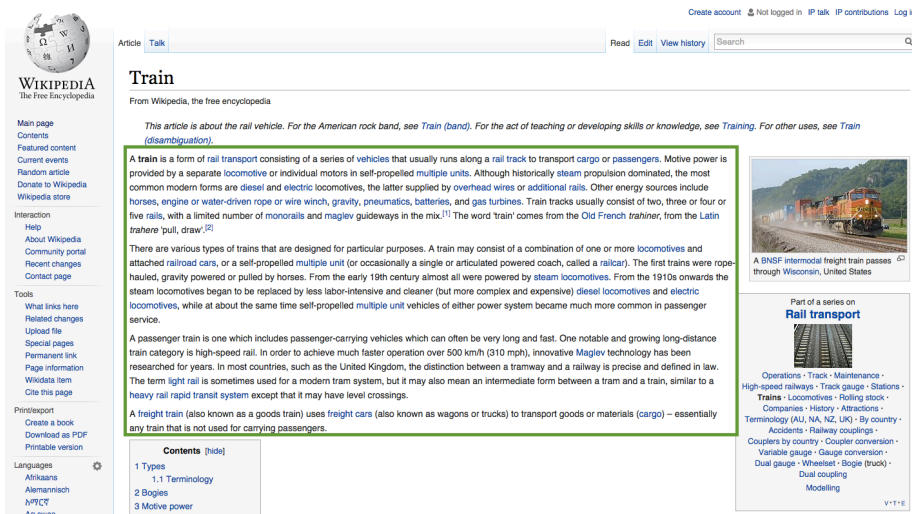 Create account Not logged in IP talk IP contributions Log in
Article Talk
Read Edit View history Search
WIKIPEDIA
The Free Encyclopedia
Main page
Contents
Featured content
Current events
Random article
Donate to Wikipedia
Wikipedia store
Interaction
Help
About Wikipedia
Community portal
Recent changes
Contact page
Tools
What links here
Related changes
Upload file
Special pages
Permanent link
Page information
Wikidata item
Cite this page
Print/export
Create a book
Download as PDF
Printable version
Languages
Afrikaans
Alemannisch
አማርኛ
Train
From Wikipedia, the free encyclopedia
This article is about the rail vehicle. For the American rock band, see Train (band). For the act of teaching or developing skills or knowledge, see Training. For other uses, see Train
(disambiguation).
A train is a form of rail transport consisting of a series of vehicles that usually runs along a rail track to transport cargo or passengers. Motive power is
provided by a separate locomotive or individual motors in self-propelled multiple units. Although historically steam propulsion dominated, the most
common modern forms are diesel and electric locomotives, the latter supplied by overhead wires or additional rails. Other energy sources include
horses, engine or water-driven rope or wire winch, gravity, pneumatics, batteries, and gas turbines. Train tracks usually consist of two, three or four or
five rails, with a limited number of monorails and maglev guideways in the mix.[1] The word 'train' comes from the Old French trahiner, from the Latin
trahere 'pull, draw'.[2]
There are various types of trains that are designed for particular purposes. A train may consist of a combination of one or more locomotives and
attached railroad cars, or a self-propelled multiple unit (or occasionally a single or articulated powered coach, called a railcar). The first trains were rope-
hauled, gravity powered or pulled by horses. From the early 19th century almost all were powered by steam locomotives. From the 1910s onwards the
steam locomotives began to be replaced by less labor-intensive and cleaner (but more complex and expensive) diesel locomotives and electric
locomotives, while at about the same time self-propelled multiple unit vehicles of either power system became much more common in passenger
service.
A passenger train is one which includes passenger-carrying vehicles which can often be very long and fast. One notable and growing long-distance
train category is high-speed rail. In order to achieve much faster operation over 500 km/h (310 mph), innovative Maglev technology has been
researched for years. In most countries, such as the United Kingdom, the distinction between a tramway and a railway is precise and defined in law.
The term light rail is sometimes used for a modern tram system, but it may also mean an intermediate form between a tram and a train, similar to a
heavy rail rapid transit system except that it may have level crossings.
A freight train (also known as a goods train) uses freight cars (also known as wagons or trucks) to transport goods or materials (cargo) – essentially
any train that is not used for carrying passengers.
Contents [hide]
1 Types
1.1 Terminology
2 Bogies
3 Motive power
A BNSF intermodal freight train passes
through Wisconsin, United States
Part of a series on
Rail transport
Operations · Track · Maintenance ·
High-speed railways · Track gauge · Stations ·
Trains · Locomotives · Rolling stock ·
Companies · History · Attractions ·
Terminology (AU, NA, NZ, UK) · By country ·
Accidents · Railway couplings ·
Couplers by country · Coupler conversion ·
Variable gauge · Gauge conversion ·
Dual gauge · Wheelset · Bogie (truck) ·
Dual coupling
Modelling
V · T · E